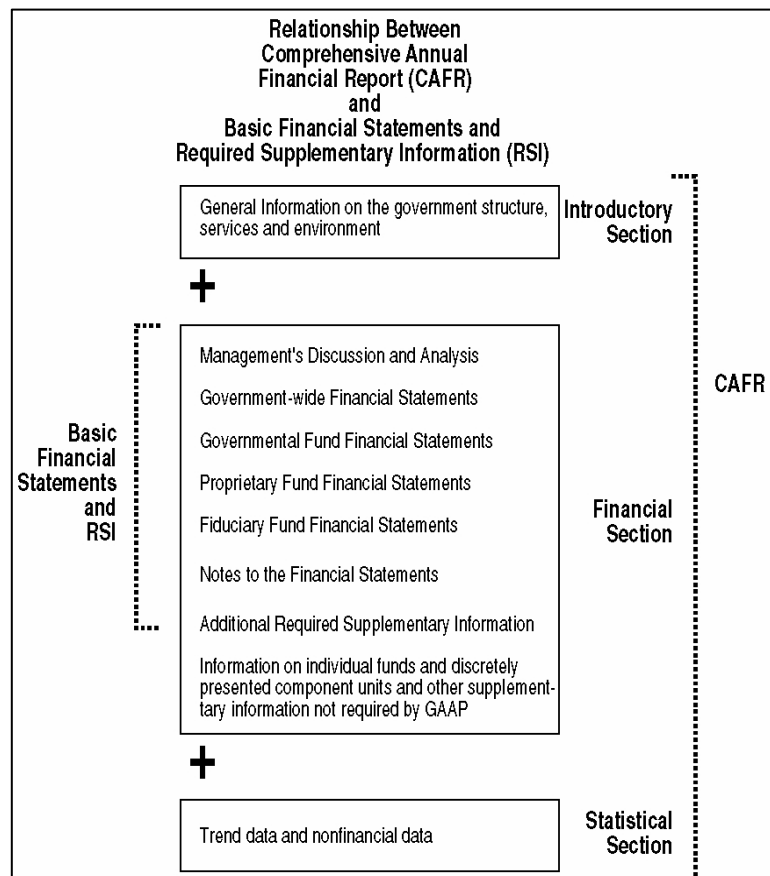 Relationship Between
Comprehensive Annual
Financial Report (CAFR)
and
Basic Financial Statements and
Required Supplementary Information (RSI)
General Information on the government structure,
services and environment
Introductory
Section
+
Management's Discussion and Analysis
Government-wide Financial Statements
Governmental Fund Financial Statements
Proprietary Fund Financial Statements
Fiduciary Fund Financial Statements
Notes to the Financial Statements
Additional Required Supplementary Information
Information on individual funds and discretely
presented component units and other supplemen-
tary information not required by GAAP
Basic
Financial
Statements
and
RSI
Financial
Section
CAFR
+
Trend data and nonfinancial data
Statistical
Section